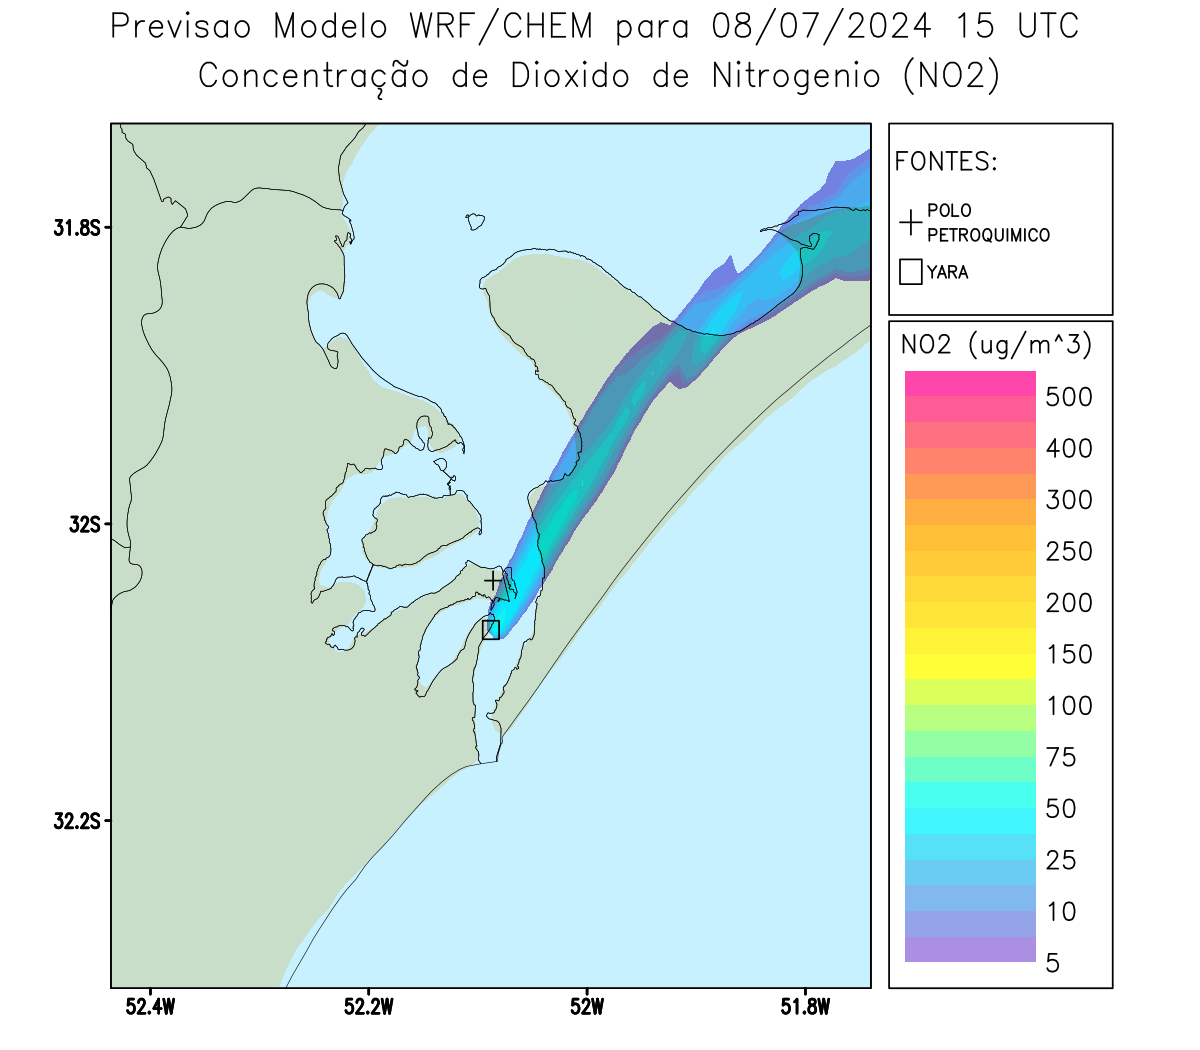 Previsao Modelo WRF/CHEM para 08/07/2024 15 UTC
Concentração de Dioxido de Nitrogenio (NO2)
FONTES:
POLO
PETROQUIMICO
YARA
31.8S
32S
32.2S
52.4W
52.2W
52W
51.8W
NO2 (ug/m^3)
500
400
300
250
200
150
100
75
50
25
10
5